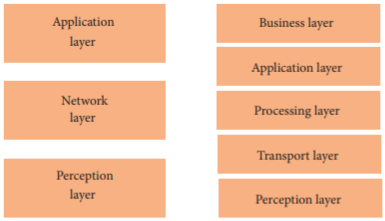 Application
layer
Network
layer
Perception
layer
Business layer
Application layer
Processing layer
Transport layer
Perception layer